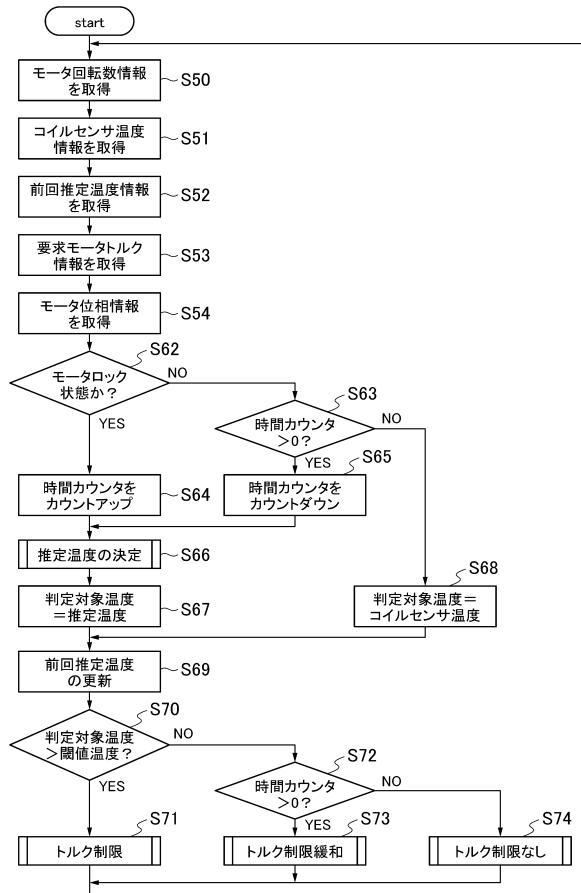 start
モータ回転数情報
を取得
S50
コイルセンサ温度
情報を取得
S51
前回推定温度情報
を取得
S52
要求モータトルク
情報を取得
S53
モータ位相情報
を取得
S54
S62
モータロック
状態か？
NO
YES
S63
時間カウンタ
＞0？
NO
YES
時間カウンタを
カウントアップ
S64
S65
時間カウンタを
カウントダウン
推定温度の決定
S66
判定対象温度
＝推定温度
S67
S68
判定対象温度＝
コイルセンサ温度
前回推定温度
の更新
S69
S70
判定対象温度
＞閾値温度？
NO
YES
S72
時間カウンタ
＞0？
NO
YES
S71
トルク制限
S73
トルク制限緩和
S74
トルク制限なし